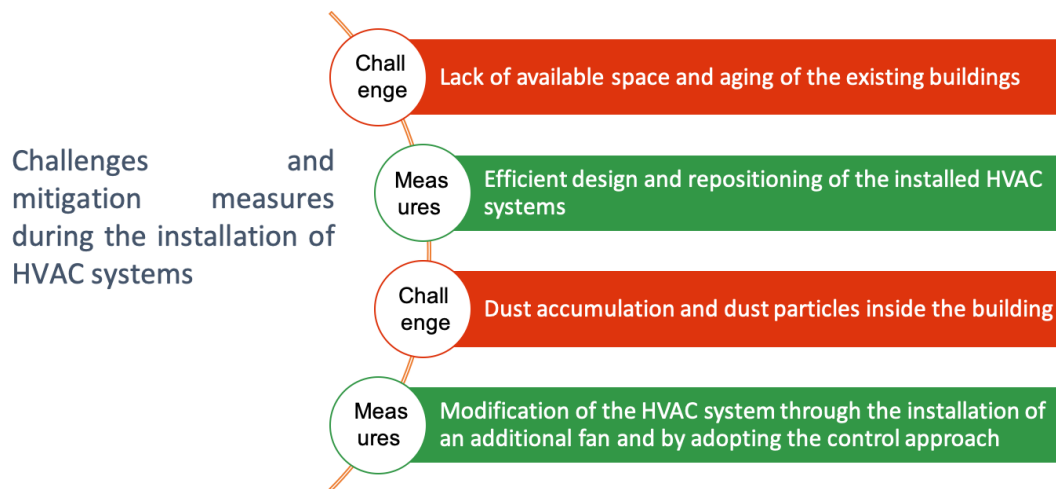 Challenges and
mitigation measures
during the installation of
HVAC systems
Chall
enge
Lack of available space and aging of the existing buildings
Meas
ures
Efficient design and repositioning of the installed HVAC
systems
Chall
enge
Dust accumulation and dust particles inside the building
Meas
ures
Modification of the HVAC system through the installation of
an additional fan and by adopting the control approach